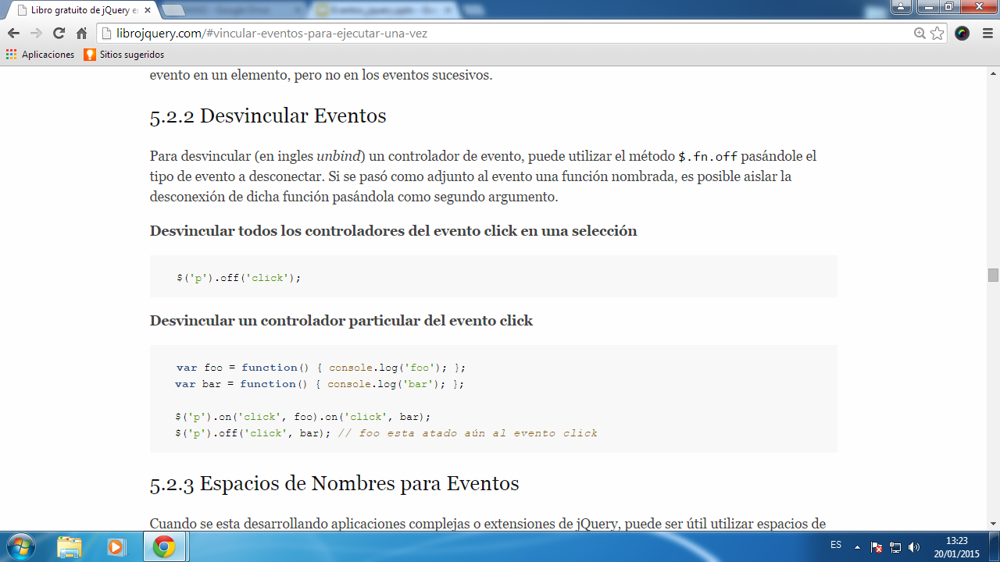 Libro gratuito de jQuery e
Eventos_jquery.pptx - Go
librojquery.com/#vincular-eventos-para-ejecutar-una-vez
Aplicaciones
Sitios sugeridos
evento en un elemento, pero no en los eventos sucesivos.
5.2.2 Desvincular Eventos
Para desvincular (en ingles unbind) un controlador de evento, puede utilizar el método $.fn.off pasándole el
tipo de evento a desconectar. Si se pasó como adjunto al evento una función nombrada, es posible aislar la
desconexión de dicha función pasándola como segundo argumento.
Desvincular todos los controladores del evento click en una selección
$('p').off('click');
Desvincular un controlador particular del evento click
var foo = function() { console.log('foo'); };
var bar = function() { console.log('bar'); };
$('p').on('click', foo).on('click', bar);
$('p').off('click', bar); // foo esta atado aún al evento click
5.2.3 Espacios de Nombres para Eventos
Cuando se esta desarrollando aplicaciones complejas o extensiones de jQuery, puede ser útil utilizar espacios de
ES
13:23
20/01/2015